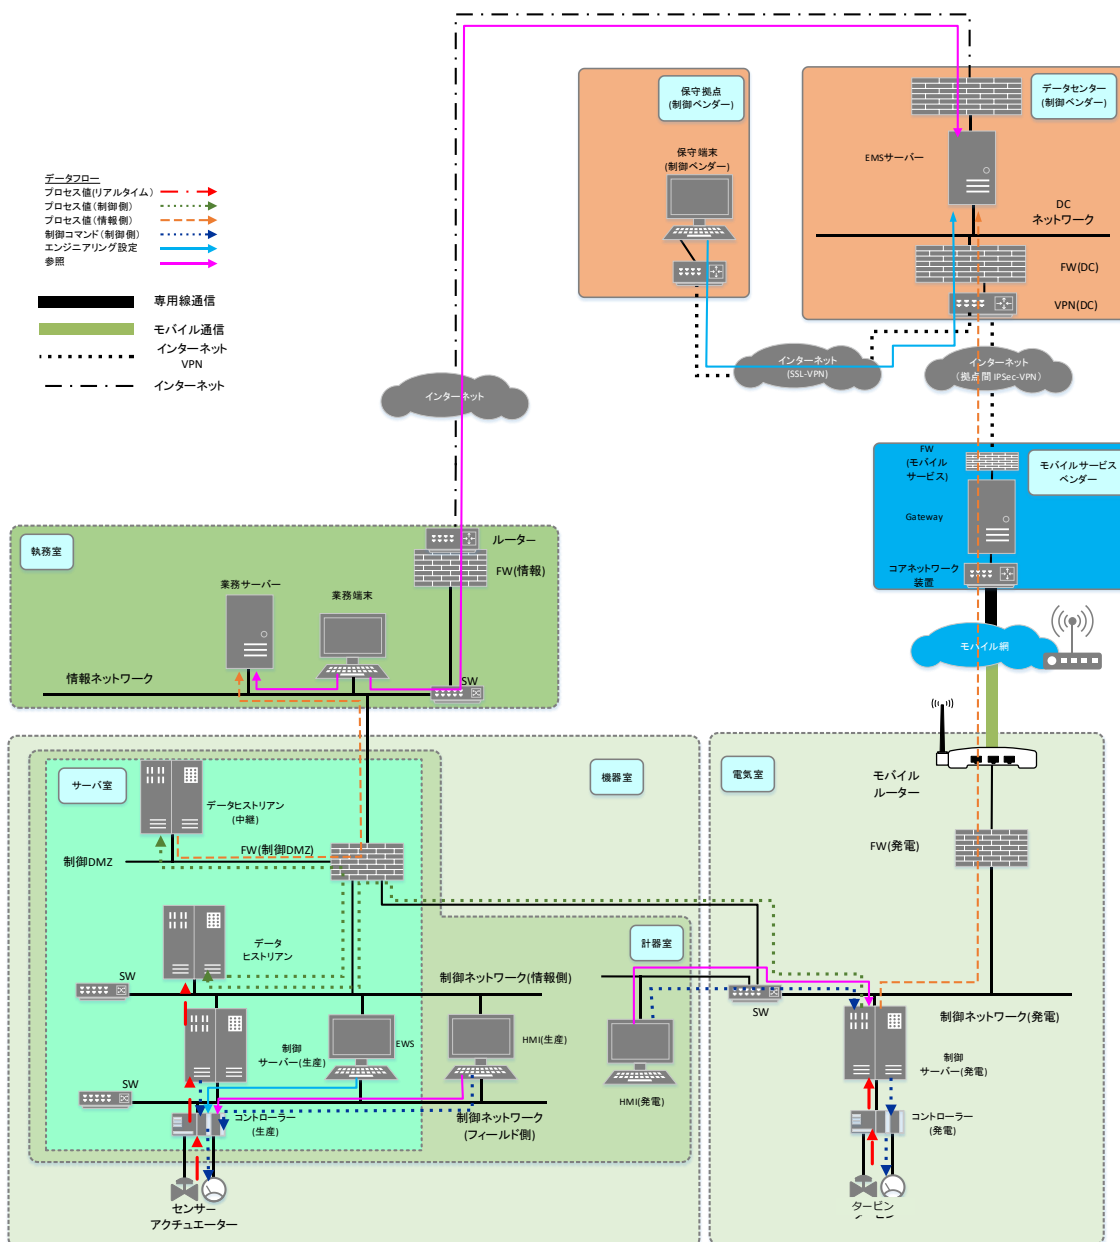 保守拠点
(制御ベンダー)
データセンター
(制御ベンダー)
保守端末
(制御ベンダー)
EMSサーバー
データフロー
プロセス値(リアルタイム)
プロセス値(制御側)
プロセス値(情報側)
制御コマンド(制御側)
エンジニアリング設定
参照
DC
ネットワーク
FW(DC)
VPN(DC)
専用線通信
モバイル通信
インターネット
VPN
インターネット
インターネット
(SSL-VPN)
インターネット
(拠点間 IPSec-VPN)
インターネット
FW
(モバイル
サービス)
モバイルサービス
ベンダー
Gateway
コアネットワーク
装置
モバイル網
執務室
ルーター
FW(情報)
業務サーバー
業務端末
情報ネットワーク
SW
サーバ室
機器室
電気室
データヒストリアン
(中継)
モバイル
ルーター
制御DMZ
FW(制御DMZ)
FW(発電)
計器室
データ
ヒストリアン
SW
制御ネットワーク(情報側)
SW
制御ネットワーク(発電)
制御
サーバー(生産)
EWS
HMI(生産)
HMI(発電)
制御
サーバー(発電)
SW
コントローラー
(生産)
制御ネットワーク
(フィールド側)
コントローラー
(発電)
センサー
アクチュエーター
タービン